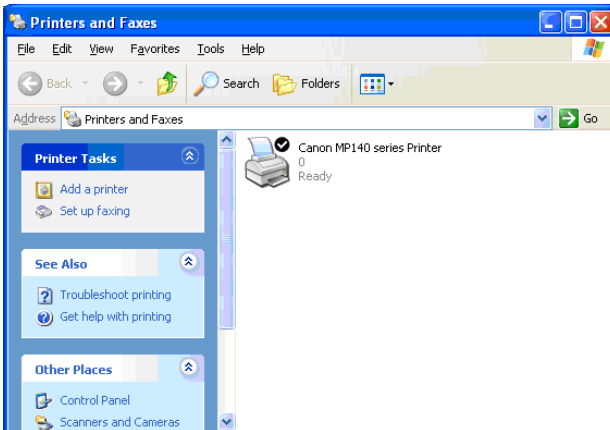 Printers and Faxes
File Edit View Favorites Tools Help
Back Search Folders
Address Printers and Faxes Go
Printer Tasks
Add a printer
Set up faxing
See Also
Troubleshoot printing
Get help with printing
Other Places
Control Panel
Scanners and Cameras
Canon MP140 series Printer
0
Ready